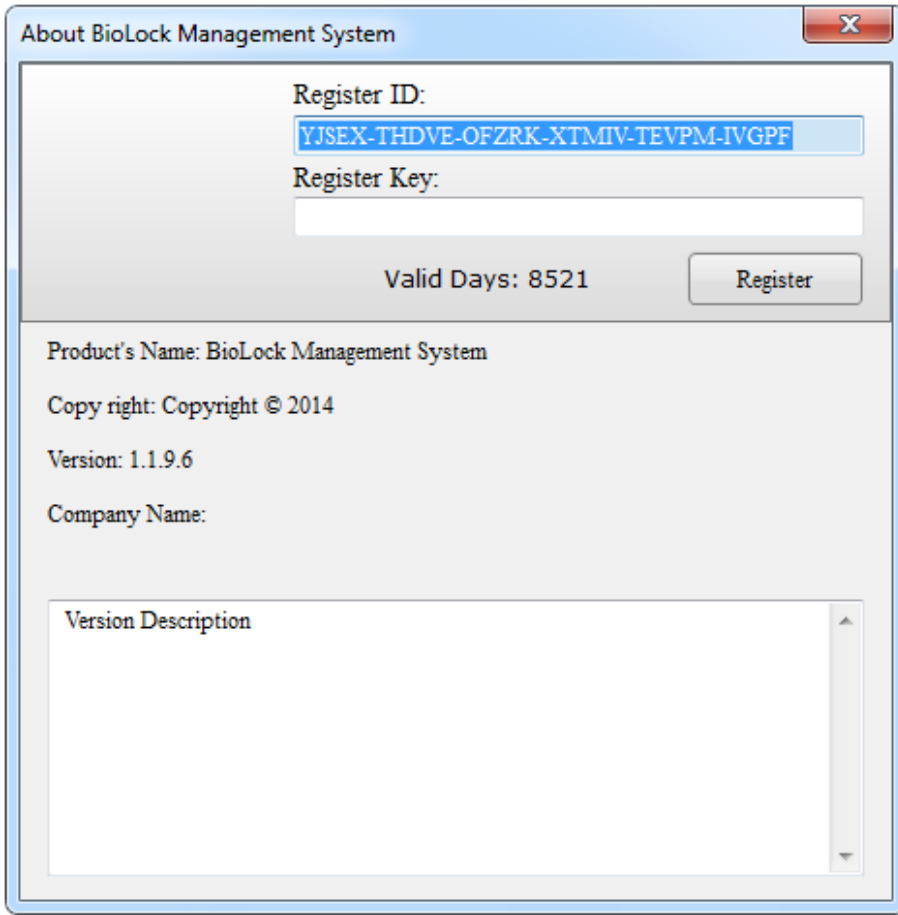 About BioLock Management System
Register ID:
YJSEX-THDVE-OFZRK-XTMIV-TEVPM-IVGPF
Register Key:
Valid Days: 8521
Register
Product's Name: BioLock Management System
Copy right: Copyright © 2014
Version: 1.1.9.6
Company Name:
Version Description